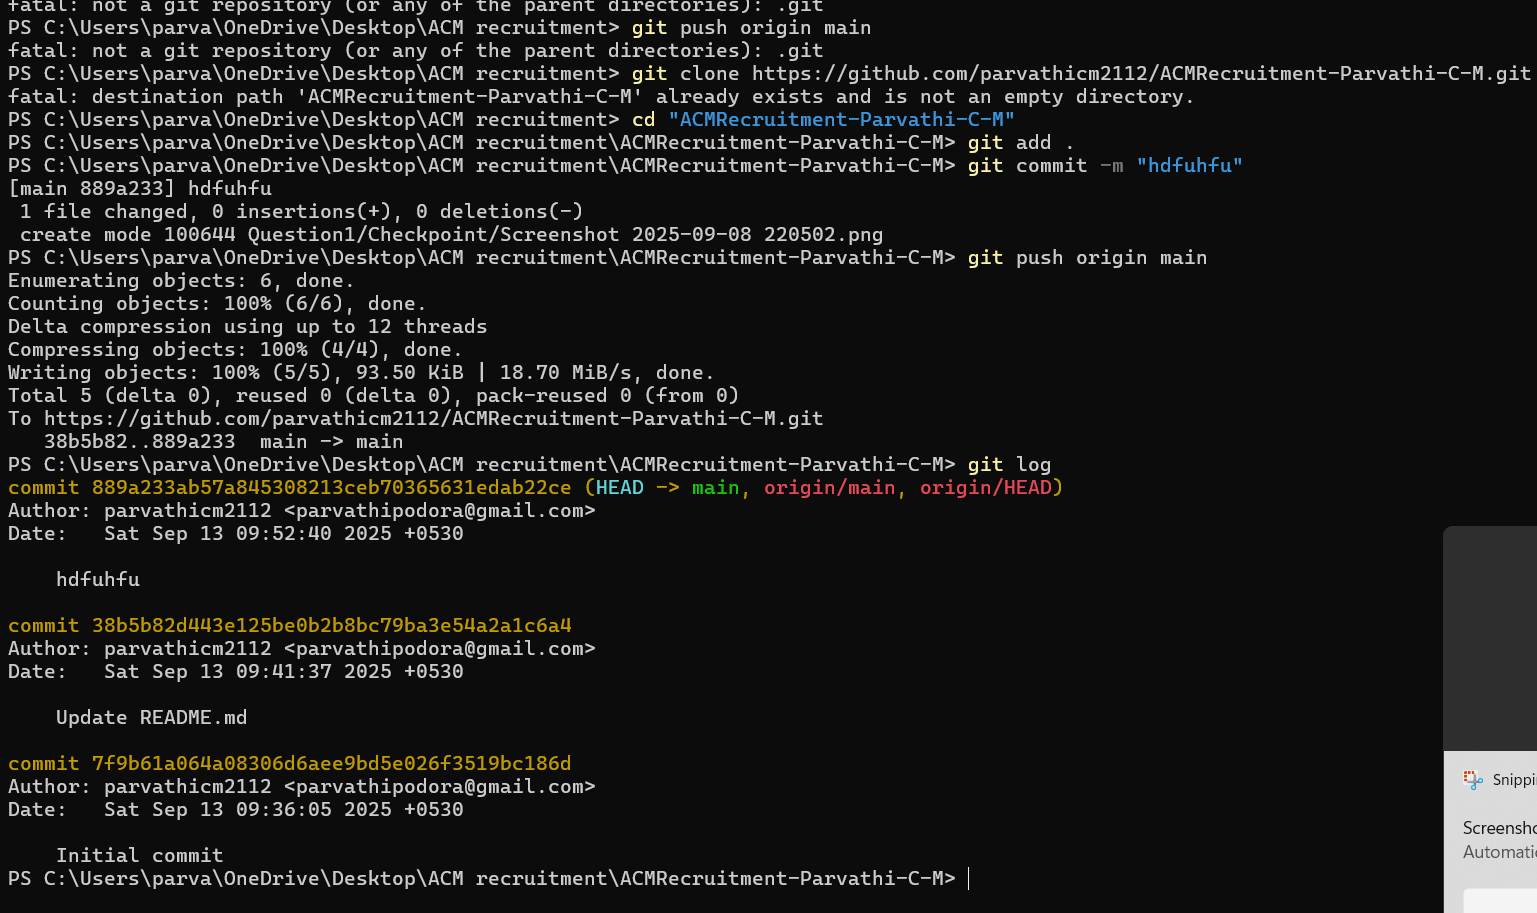 fatal: not a git repository (or any of the parent directories): .git
PS C:\Users\parva\OneDrive\Desktop\ACM recruitment> git push origin main
fatal: not a git repository (or any of the parent directories): .git
PS C:\Users\parva\OneDrive\Desktop\ACM recruitment> git clone https://github.com/parvathicm2112/ACMRecruitment-Parvathi-C-M.git
fatal: destination path 'ACMRecruitment-Parvathi-C-M' already exists and is not an empty directory.
PS C:\Users\parva\OneDrive\Desktop\ACM recruitment> cd "ACMRecruitment-Parvathi-C-M"
PS C:\Users\parva\OneDrive\Desktop\ACM recruitment\ACMRecruitment-Parvathi-C-M> git add .
PS C:\Users\parva\OneDrive\Desktop\ACM recruitment\ACMRecruitment-Parvathi-C-M> git commit -m "hdfuhfu"
[main 889a233] hdfuhfu
 1 file changed, 0 insertions(+), 0 deletions(-)
 create mode 100644 Question1/Checkpoint/Screenshot 2025-09-08 220502.png
PS C:\Users\parva\OneDrive\Desktop\ACM recruitment\ACMRecruitment-Parvathi-C-M> git push origin main
Enumerating objects: 6, done.
Counting objects: 100% (6/6), done.
Delta compression using up to 12 threads
Compressing objects: 100% (4/4), done.
Writing objects: 100% (5/5), 93.50 KiB | 18.70 MiB/s, done.
Total 5 (delta 0), reused 0 (delta 0), pack-reused 0 (from 0)
To https://github.com/parvathicm2112/ACMRecruitment-Parvathi-C-M.git
   38b5b82..889a233  main -> main
PS C:\Users\parva\OneDrive\Desktop\ACM recruitment\ACMRecruitment-Parvathi-C-M> git log
commit 889a233ab57a845308213ceb70365631edab22ce (HEAD -> main, origin/main, origin/HEAD)
Author: parvathicm2112 <parvathipodora@gmail.com>
Date:   Sat Sep 13 09:52:40 2025 +0530

    hdfuhfu

commit 38b5b82d443e125be0b2b8bc79ba3e54a2a1c6a4
Author: parvathicm2112 <parvathipodora@gmail.com>
Date:   Sat Sep 13 09:41:37 2025 +0530

    Update README.md

commit 7f9b61a064a08306d6aee9bd5e026f3519bc186d
Author: parvathicm2112 <parvathipodora@gmail.com>
Date:   Sat Sep 13 09:36:05 2025 +0530

    Initial commit
PS C:\Users\parva\OneDrive\Desktop\ACM recruitment\ACMRecruitment-Parvathi-C-M>
Snippi
Screensho
Automati